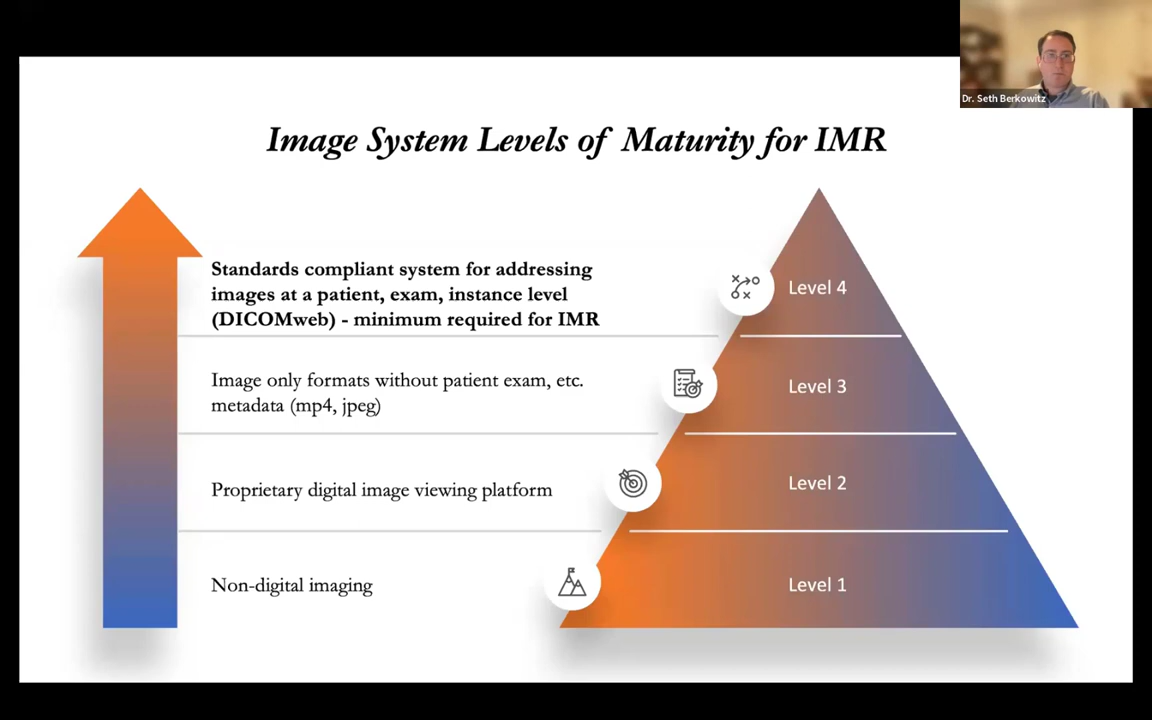 Dr. Seth Berkowitz
Image System Levels of Maturity for IMR
Standards compliant system for addressing
images at a patient, exam, instance level
(DICOMweb) - minimum required for IMR
Level 4
Image only formats without patient exam, etc.
metadata (mp4, jpeg)
Level 3
Proprietary digital image viewing platform
Level 2
Non-digital imaging
Level 1